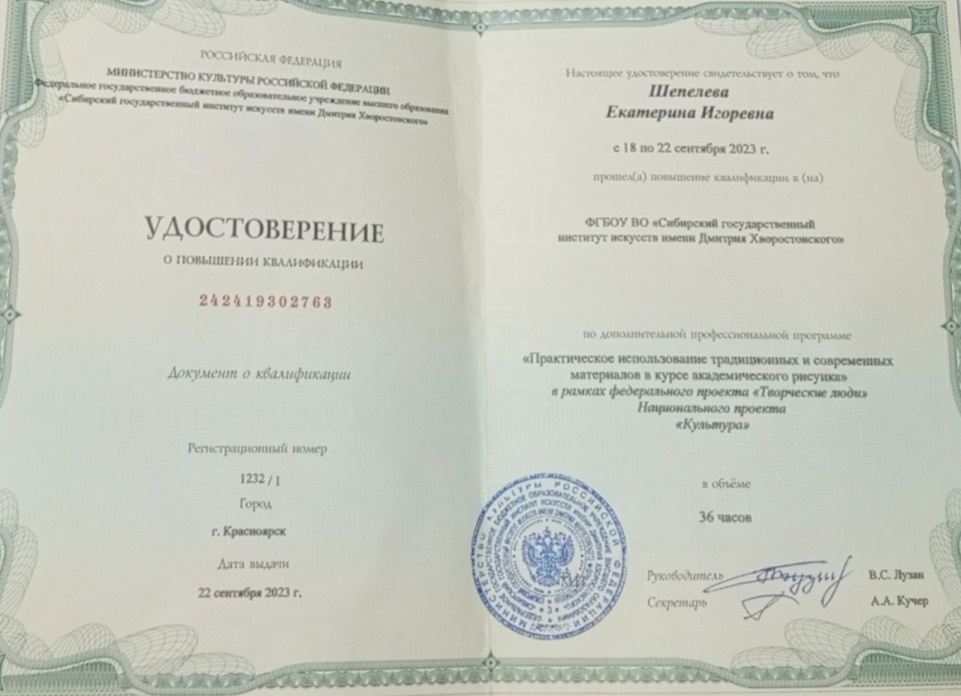 РОССИЙСКАЯ ФЕДЕРАЦИЯ
МИНИСТЕРСТВО КУЛЬТУРЫ РОССИЙСКОЙ ФЕДЕРАЦИИ
Федеральное государственное бюджетное образовательное учреждение высшего образования
«Сибирский государственный институт искусств имени Дмитрия Хворостовского»
УДОСТОВЕРЕНИЕ
О ПОВЫШЕНИИ КВАЛИФИКАЦИИ
242419302763
Документ о квалификации
Регистрационный номер
1232 / 1
Город
г. Красноярск
Дата выдачи
22 сентября 2023 г.
Настоящее удостоверение свидетельствует о том, что
Шепелева
Екатерина Игоревна
с 18 по 22 сентября 2023 г.
прошел(а) повышение квалификации в (на)
ФГБОУ ВО «Сибирский государственный
институт искусств имени Дмитрия Хворостовского»
по дополнительной профессиональной программе
«Практическое использование традиционных и современных
материалов в курсе академического рисунка»
в рамках федерального проекта «Творческие люди»
Национального проекта
«Культура»
в объёме
36 часов
Руководитель В.С. Лузан
Секретарь А.А. Кучер